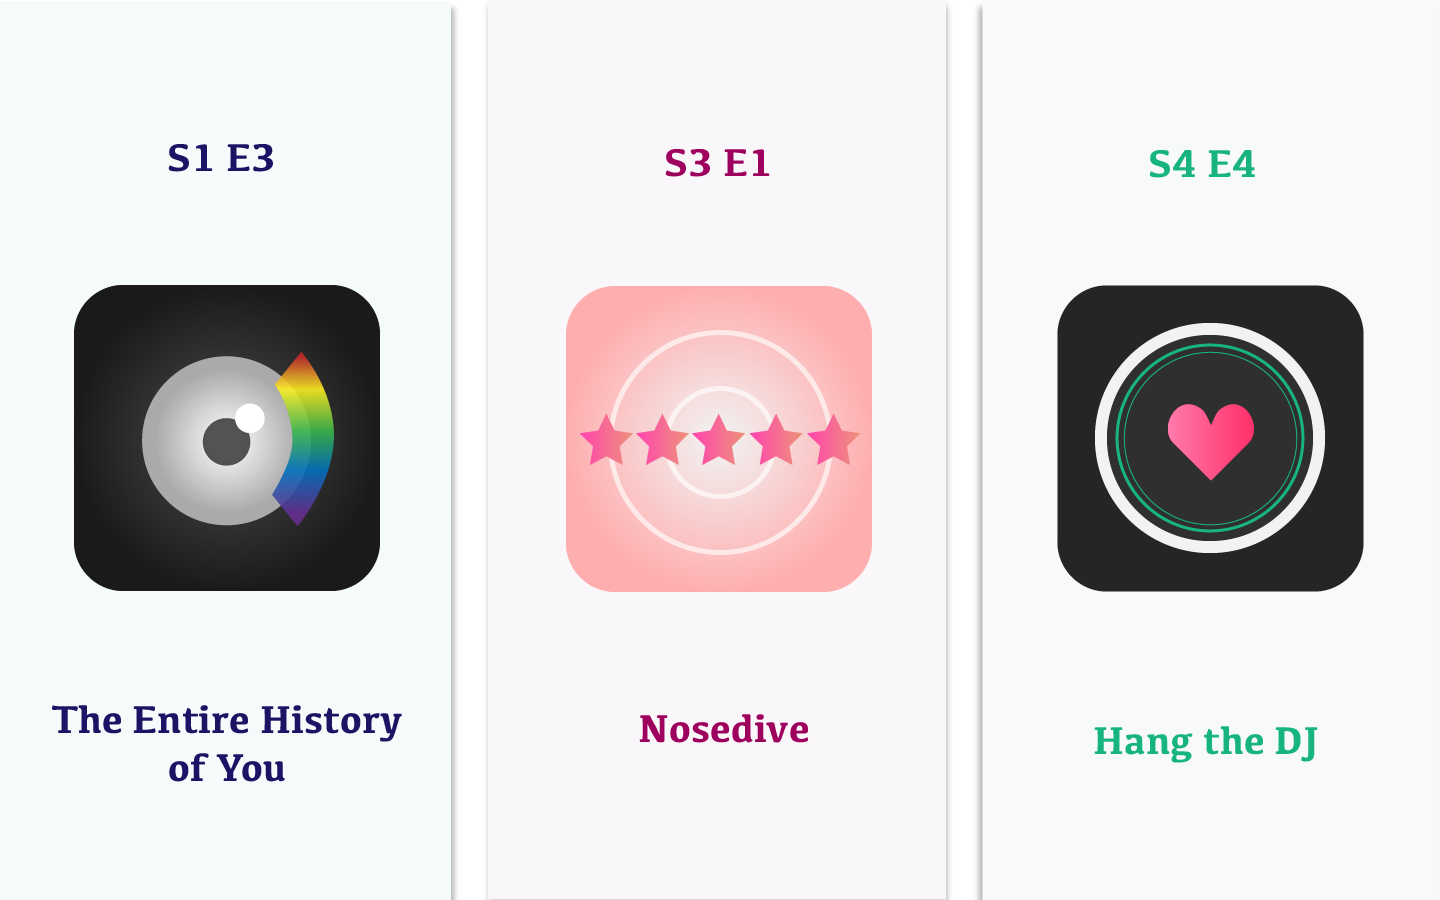 S1 E3
The Entire History
of You
S3 E1
Nosedive
S4 E4
Hang the DJ